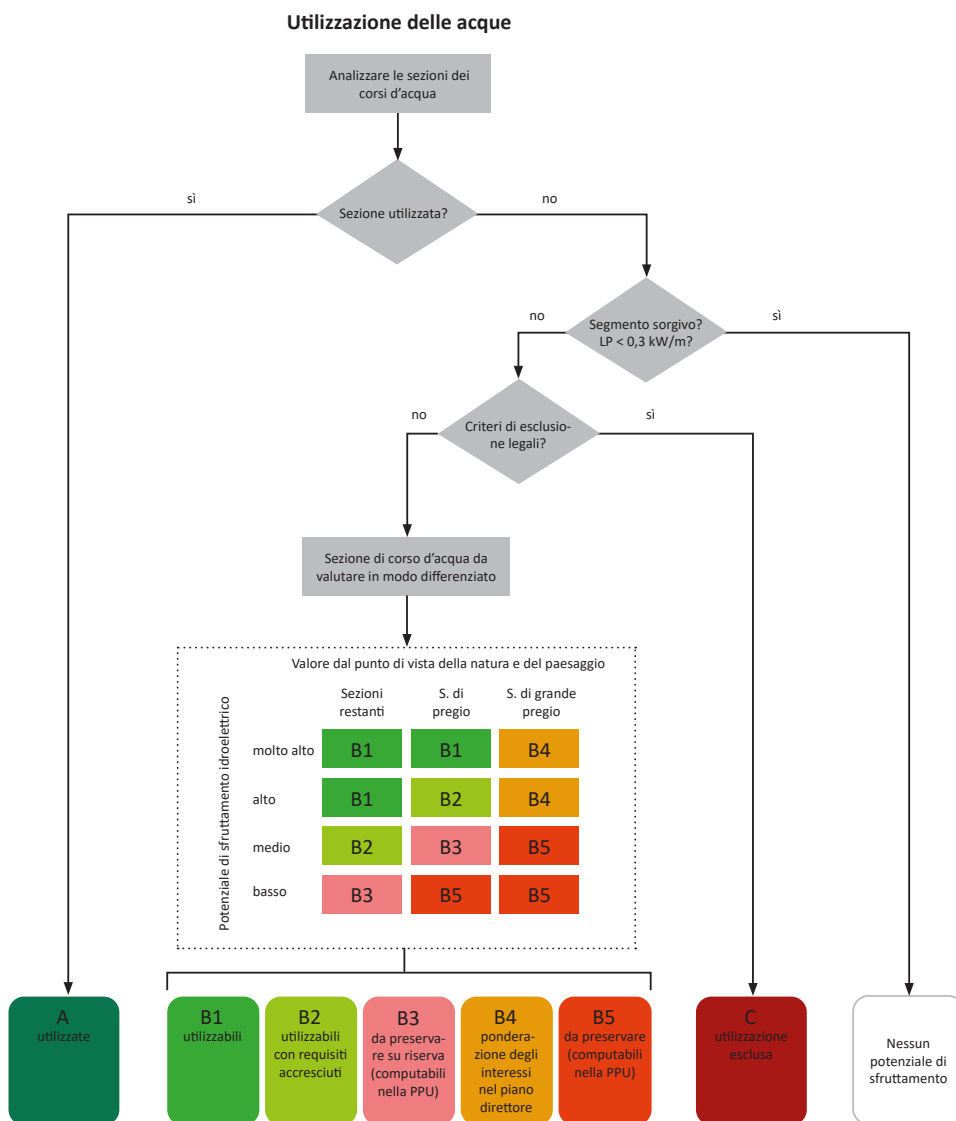 Utilizzazione delle acque
Analizzare le sezioni dei
corsi d'acqua
sì
Sezione utilizzata?
no
no
Segmento sorgivo?
LP < 0,3 kW/m?
sì
no
Criteri di esclusio-
ne legali?
sì
Sezione di corso d'acqua da
valutare in modo differenziato
Valore dal punto di vista della natura e del paesaggio
Potenziale di sfruttamento idroelettrico
Sezioni
restanti
S. di
pregio
S. di grande
pregio
molto alto
B1
B1
B4
alto
B1
B2
B4
medio
B2
B3
B5
basso
B3
B5
B5
A
utilizzate
B1
utilizzabili
B2
utilizzabili
con requisiti
accresciuti
B3
da preserva-
re su riserva
(computabili
nella PPU)
B4
pondera-
zione degli
interessi
nel piano
direttore
B5
da preservare
(computabili
nella PPU)
C
utilizzazione
esclusa
Nessun
potenziale di
sfruttamento